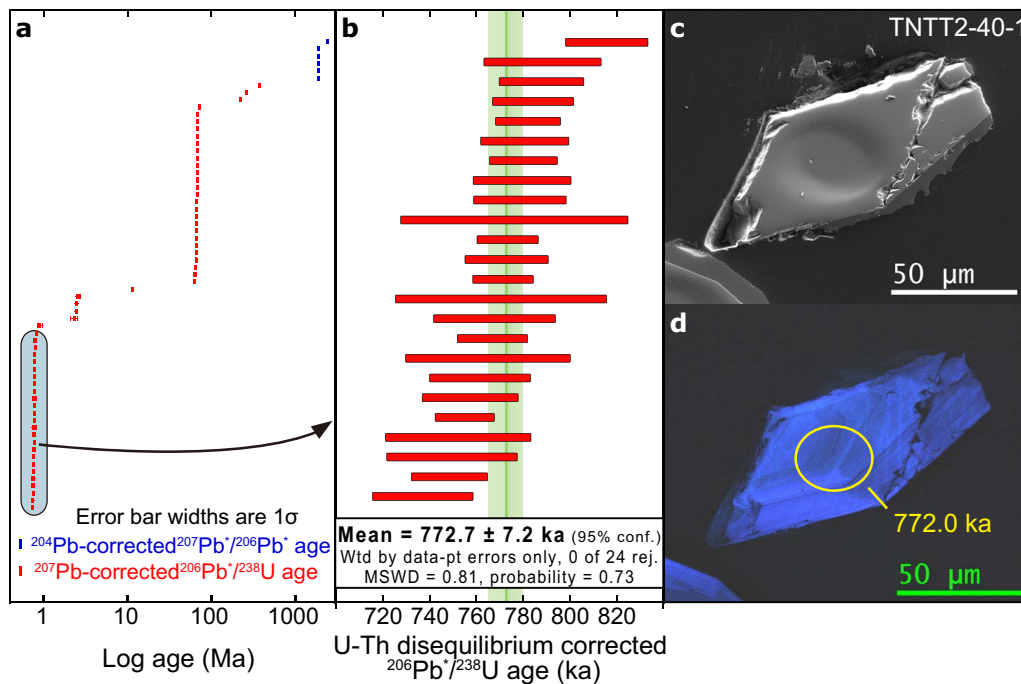 a
Error bar widths are 1σ
²⁰⁴Pb-corrected²⁰⁷Pb*/²⁰⁶Pb* age
²⁰⁷Pb-corrected²⁰⁶Pb*/²³⁸U age
1 10 100 1000
Log age (Ma)
b
Mean = 772.7 ± 7.2 ka (95% conf.)
Wtd by data-pt errors only, 0 of 24 rej.
MSWD = 0.81, probability = 0.73
720 740 760 780 800 820
U-Th disequilibrium corrected
²⁰⁶Pb*/²³⁸U age (ka)
c
TNTT2-40-1
50 µm
d
772.0 ka
50 µm